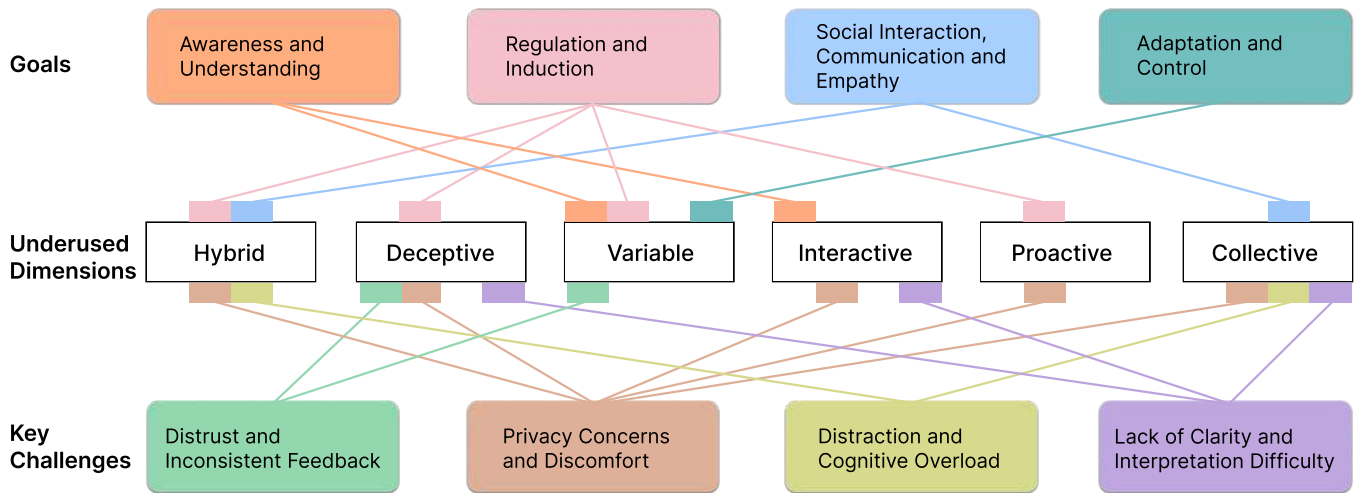 Goals
Awareness and
Understanding
Regulation and
Induction
Social Interaction,
Communication and
Empathy
Adaptation and
Control
Underused
Dimensions
Hybrid
Deceptive
Variable
Interactive
Proactive
Collective
Key
Challenges
Distrust and
Inconsistent Feedback
Privacy Concerns
and Discomfort
Distraction and
Cognitive Overload
Lack of Clarity and
Interpretation Difficulty